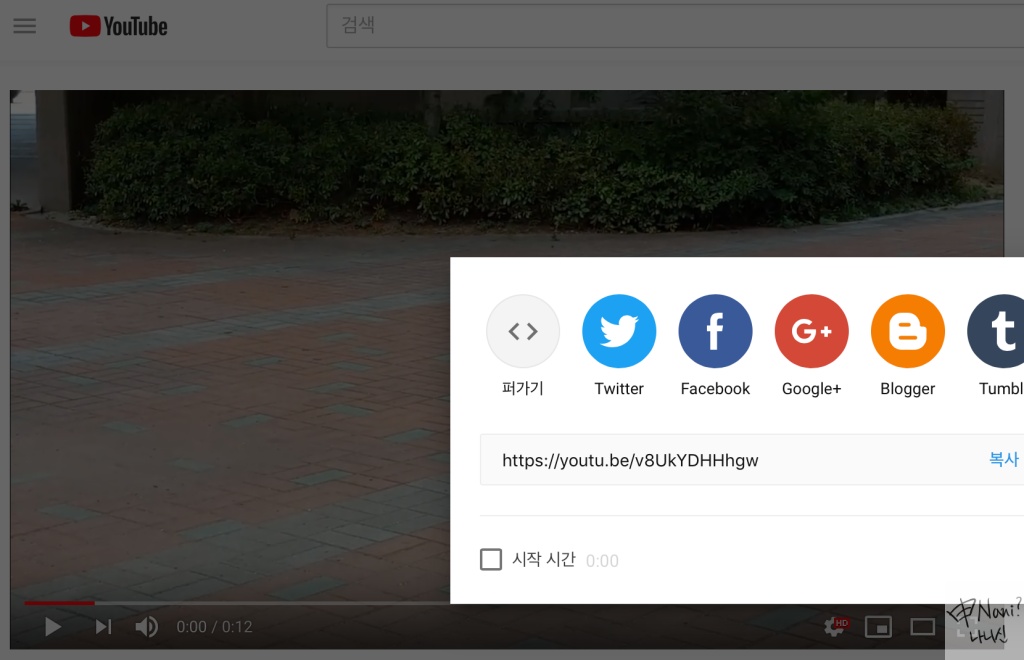 YouTube
검색
퍼가기
Twitter
Facebook
Google+
Blogger
Tumbl
https://youtu.be/v8UkYDHHhgw
복사
시작 시간 0:00
0:00 / 0:12
HD
Nani?
나니!